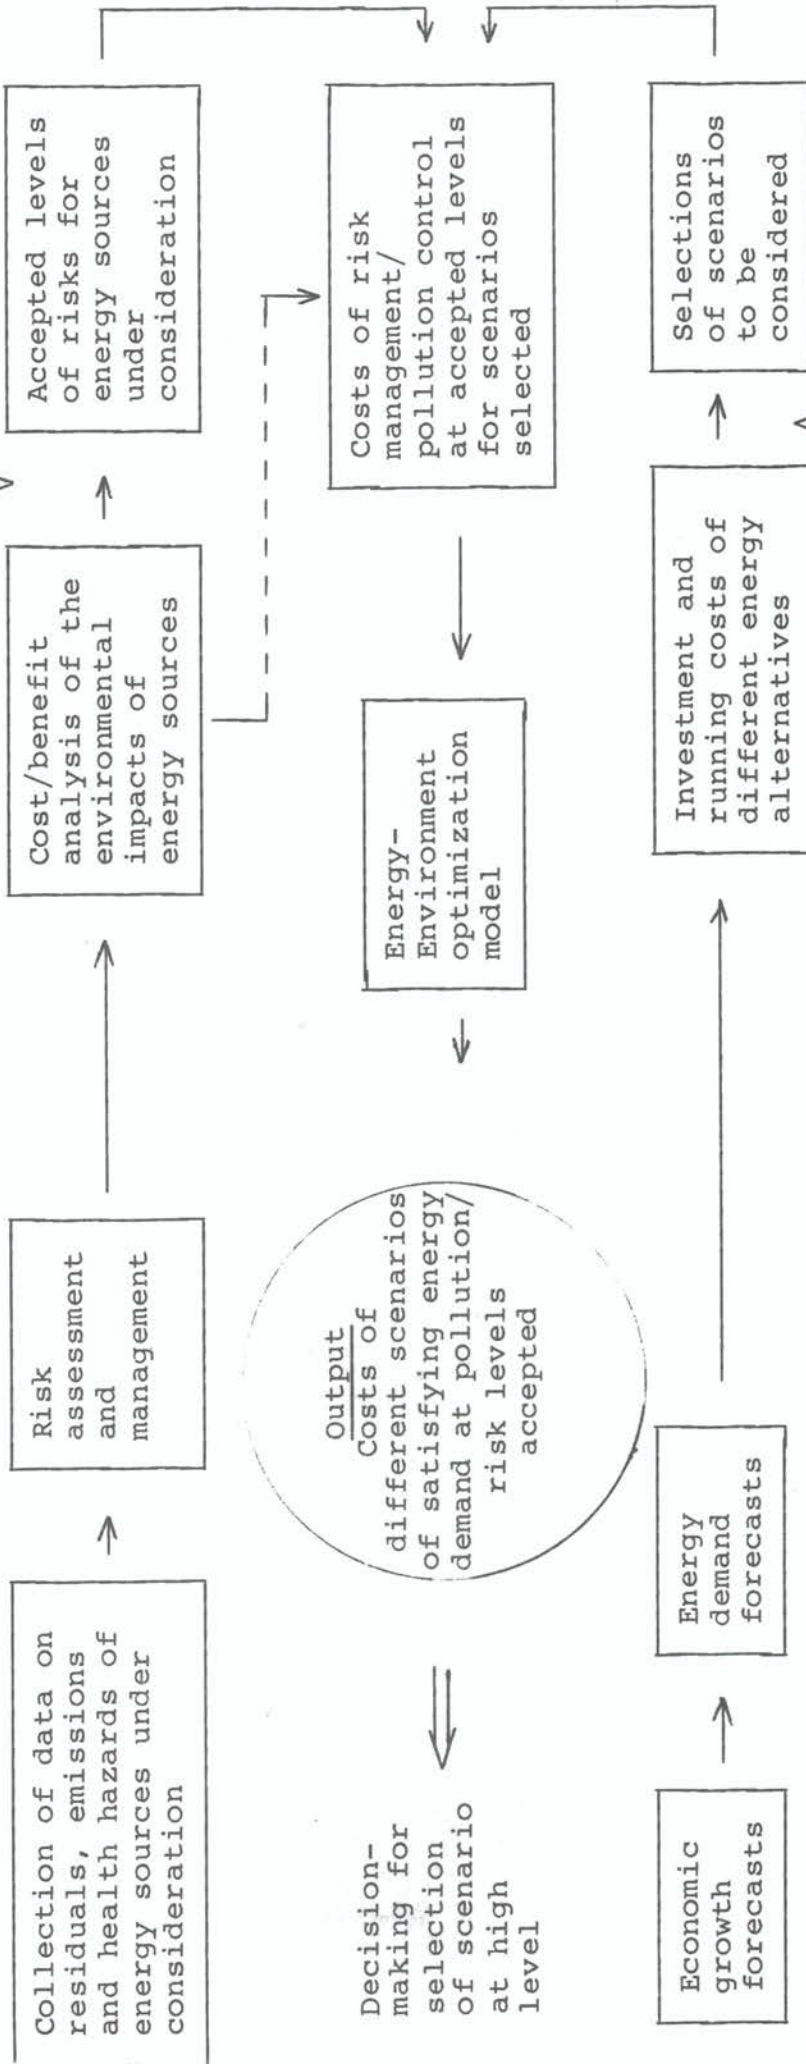 Collection of data on
residuals, emissions
and health hazards of
energy sources under
consideration
Risk
assessment
and
management
Cost/benefit
analysis of the
environmental
impacts of
energy sources
Accepted levels
of risks for
energy sources
under
consideration
Decision-
making for
selection
of scenario
at high
level
Output
Costs of
different scenarios
of satisfying energy
demand at pollution/
risk levels
accepted
Energy-
Environment
optimization
model
Costs of risk
management/
pollution control
at accepted levels
for scenarios
selected
Economic
growth
forecasts
Energy
demand
forecasts
Investment and
running costs of
different energy
alternatives
Selections
of scenarios
to be
considered